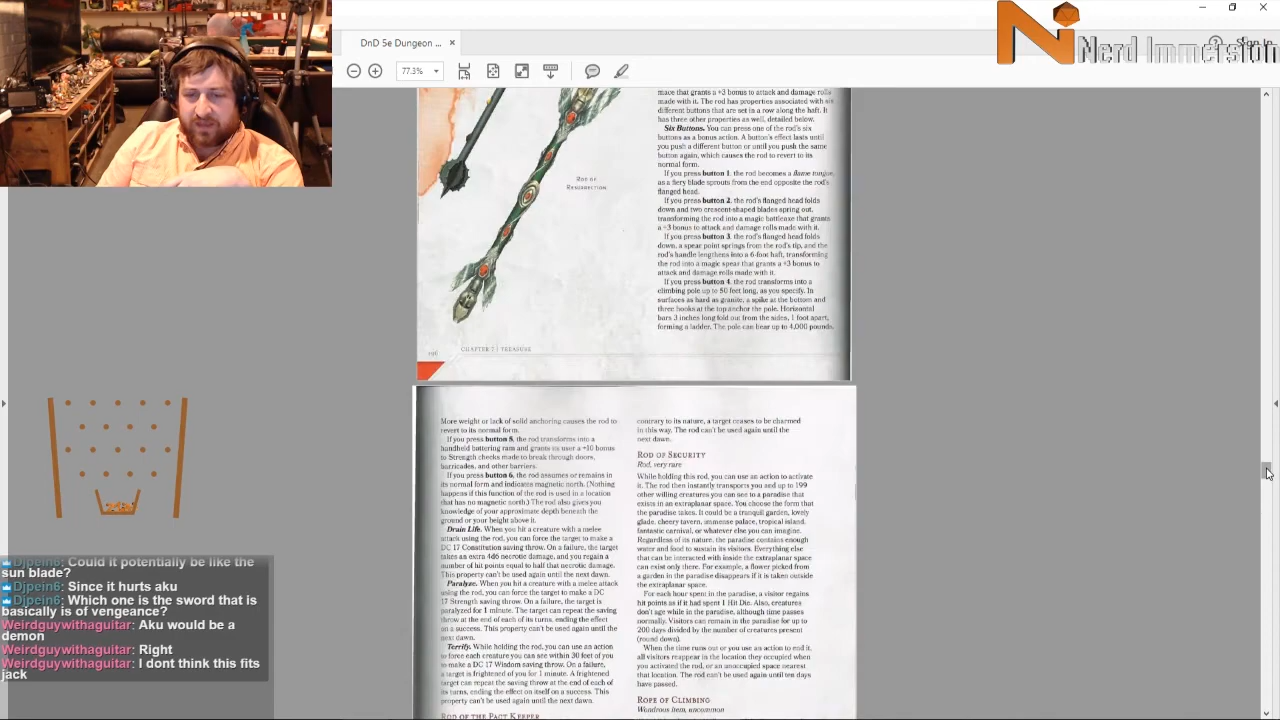 Nerd Immersion
DnD 5e Dungeon ...
Sign In
77.3%
mace that grants a +3 bonus to attack and damage rolls
made with it. The rod has properties associated with six
different buttons that are set in a row along the haft. It
has three other properties as well, detailed below.
Six Buttons. You can press one of the rod's six
buttons as a bonus action. A button's effect lasts until
you push a different button or until you push the same
button again, which causes the rod to revert to its
normal form.
If you press button 1, the rod becomes a flame tongue,
as a fiery blade sprouts from the end opposite the rod's
flanged head.
If you press button 2, the rod's flanged head folds
down and two crescent-shaped blades spring out,
transforming the rod into a magic battleaxe that grants
a +3 bonus to attack and damage rolls made with it.
If you press button 3, the rod's flanged head folds
down, a spear point springs from the rod's tip, and the
rod's handle lengthens into a 6-foot haft, transforming
the rod into a magic spear that grants a +3 bonus to
attack and damage rolls made with it.
If you press button 4, the rod transforms into a
climbing pole up to 50 feet long, as you specify. In
surfaces as hard as granite, a spike at the bottom and
three hooks at the top anchor the pole. Horizontal
bars 3 inches long fold out from the sides, 1 foot apart,
forming a ladder. The pole can bear up to 4,000 pounds.
Rod of
Resurrection
196 CHAPTER 7 | TREASURE
More weight or lack of solid anchoring causes the rod to
revert to its normal form.
If you press button 5, the rod transforms into a
handheld battering ram and grants its user a +10 bonus
to Strength checks made to break through doors,
barricades, and other barriers.
If you press button 6, the rod assumes or remains in
its normal form and indicates magnetic north. (Nothing
happens if this function of the rod is used in a location
that has no magnetic north.) The rod also gives you
knowledge of your approximate depth beneath the
ground or your height above it.
Drain Life. When you hit a creature with a melee
attack using the rod, you can force the target to make a
DC 17 Constitution saving throw. On a failure, the target
takes an extra 4d6 necrotic damage, and you regain a
number of hit points equal to half that necrotic damage.
This property can't be used again until the next dawn.
Paralyze. When you hit a creature with a melee attack
using the rod, you can force the target to make a DC
17 Strength saving throw. On a failure, the target is
paralyzed for 1 minute. The target can repeat the saving
throw at the end of each of its turns, ending the effect
on a success. This property can't be used again until the
next dawn.
Terrify. While holding the rod, you can use an action
to force each creature you can see within 30 feet of you
to make a DC 17 Wisdom saving throw. On a failure,
a target is frightened of you for 1 minute. A frightened
target can repeat the saving throw at the end of each of
its turns, ending the effect on itself on a success. This
property can't be used again until the next dawn.
Rod of the Pact Keeper
contrary to its nature, a target ceases to be charmed
in this way. The rod can't be used again until the
next dawn.
Rod of Security
Rod, very rare
While holding this rod, you can use an action to activate
it. The rod then instantly transports you and up to 199
other willing creatures you can see to a paradise that
exists in an extraplanar space. You choose the form that
the paradise takes. It could be a tranquil garden, lovely
glade, cheery tavern, immense palace, tropical island,
fantastic carnival, or whatever else you can imagine.
Regardless of its nature, the paradise contains enough
water and food to sustain its visitors. Everything else
that can be interacted with inside the extraplanar space
can exist only there. For example, a flower picked from
a garden in the paradise disappears if it is taken outside
the extraplanar space.
For each hour spent in the paradise, a visitor regains
hit points as if it had spent 1 Hit Die. Also, creatures
don't age while in the paradise, although time passes
normally. Visitors can remain in the paradise for up to
200 days divided by the number of creatures present
(round down).
When the time runs out or you use an action to end it,
all visitors reappear in the location they occupied when
you activated the rod, or an unoccupied space nearest
that location. The rod can't be used again until ten days
have passed.
Rope of Climbing
Wondrous item, uncommon
Djpein6: Could it potentially be like the
sun blade?
Djpein6: Since it hurts aku
Djpein6: Which one is the sword that is
basically is of vengeance?
Weirdguywithaguitar: Aku would be a
demon
Weirdguywithaguitar: Right
Weirdguywithaguitar: I dont think this fits
jack